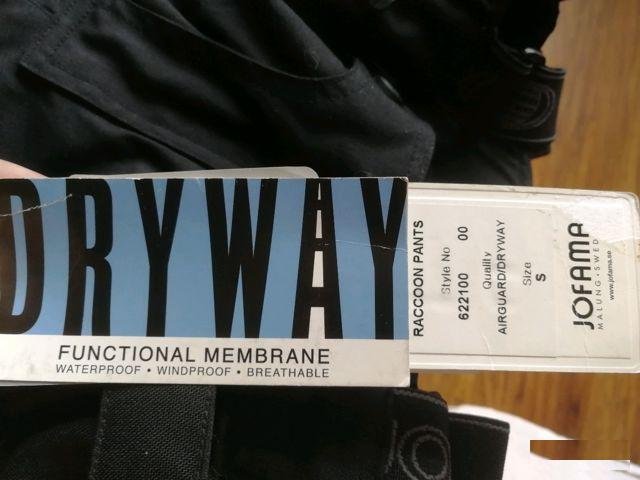 DRYWAY
FUNCTIONAL MEMBRANE
WATERPROOF • WINDPROOF • BREATHABLE
RACCOON PANTS
Style No
622100 00
Quality
AIRGUARD/DRYWAY
Size
S
JOFAMA
MALUNG • SWED
www.jofama.se